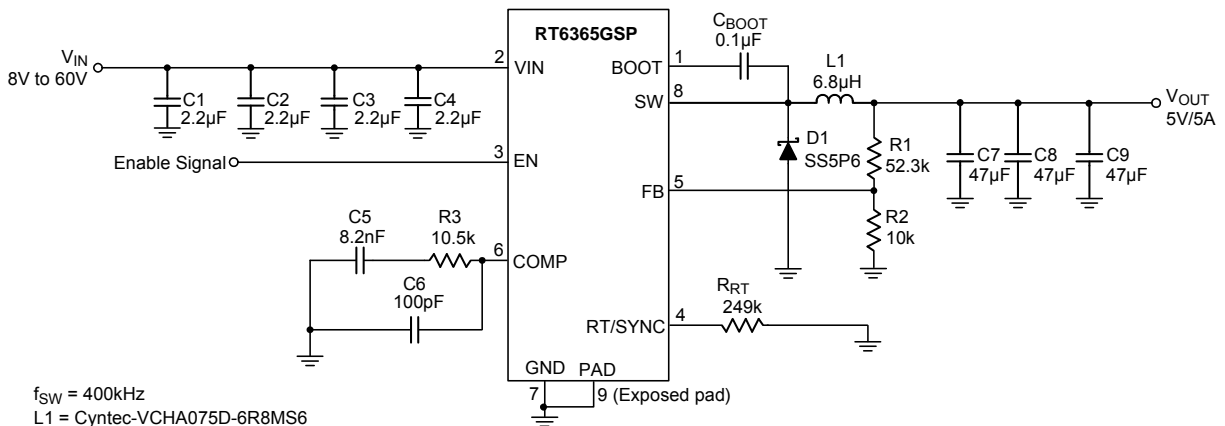 RT6365GSP
VIN
8V to 60V
2
VIN
C1
2.2µF
C2
2.2µF
C3
2.2µF
C4
2.2µF
Enable Signal
3
EN
C5
8.2nF
R3
10.5k
6
COMP
C6
100pF
GND
7
PAD
9 (Exposed pad)
BOOT
1
CBOOT
0.1µF
SW
8
L1
6.8µH
VOUT
5V/5A
D1
SS5P6
R1
52.3k
C7
47µF
C8
47µF
C9
47µF
FB
5
R2
10k
RT/SYNC
4
RRT
249k
fSW = 400kHz
L1 = Cyntec-VCHA075D-6R8MS6